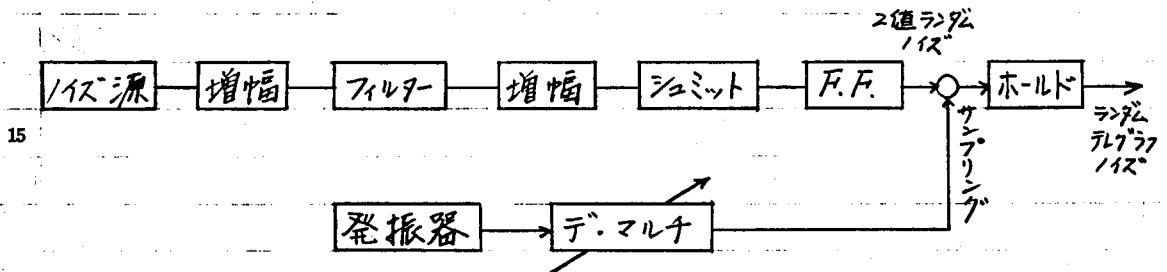 2値ランダム
ノイズ
ノイズ源
増幅
フィルター
増幅
シュミット
F.F.
ホールド
サンプリング
ランダム
テレグラフ
ノイズ
15
発振器
デ・マルチ